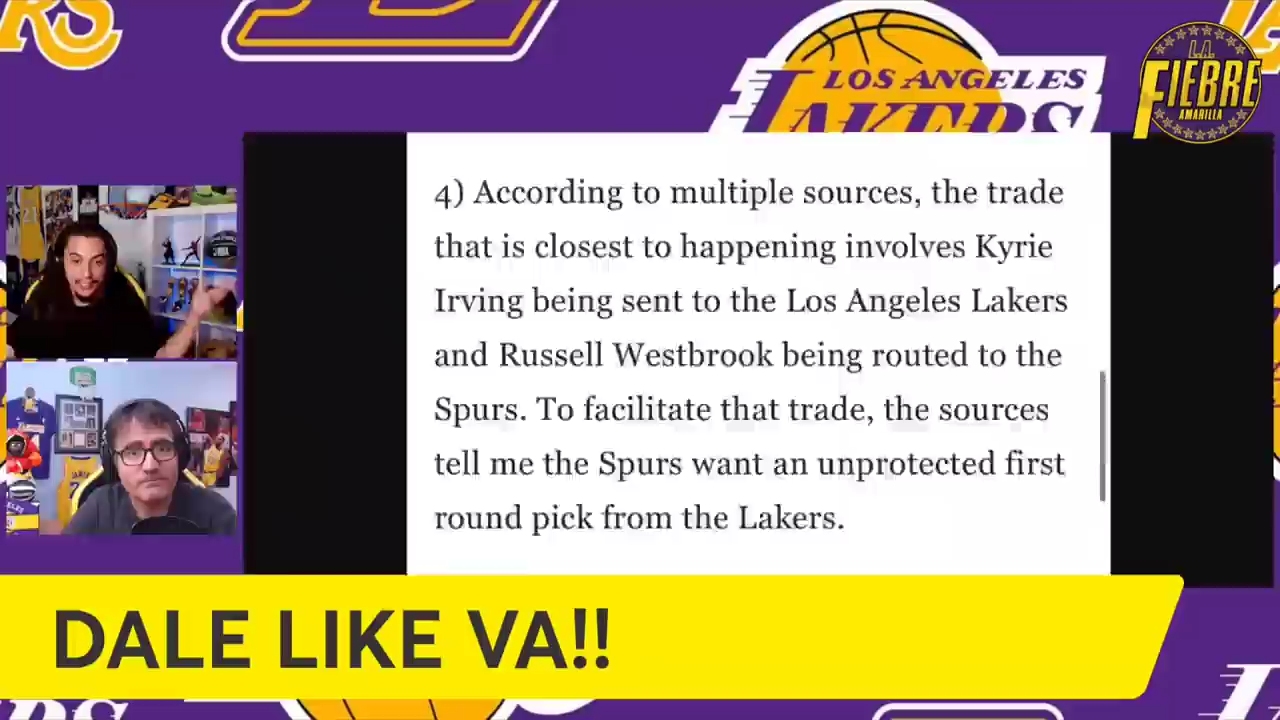 RS
LOS ANGELES
LAKERS
L.A.
FIEBRE
AMARILLA
4) According to multiple sources, the trade
that is closest to happening involves Kyrie
Irving being sent to the Los Angeles Lakers
and Russell Westbrook being routed to the
Spurs. To facilitate that trade, the sources
tell me the Spurs want an unprotected first
round pick from the Lakers.
DALE LIKE VA!!